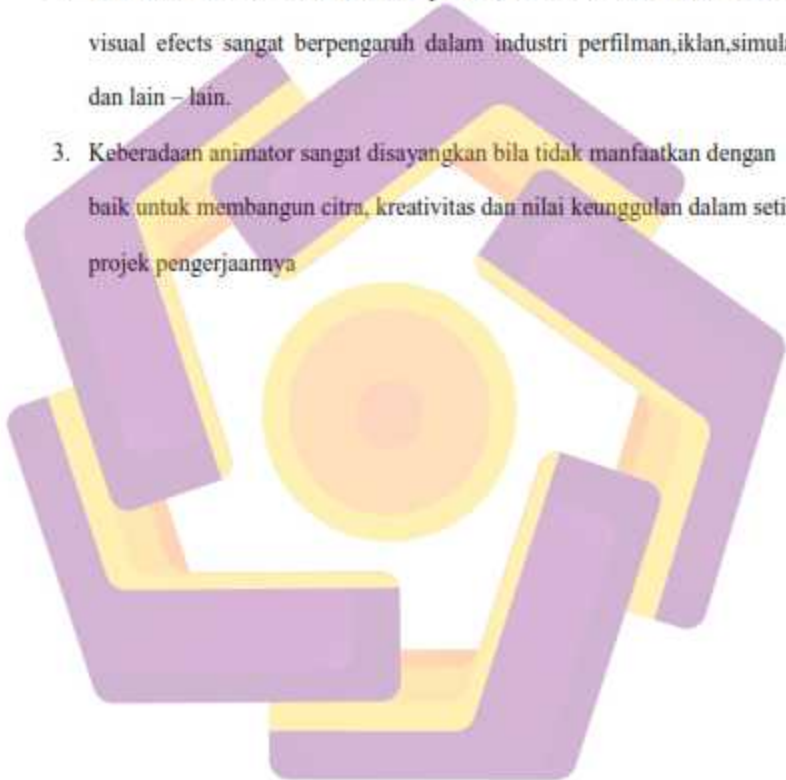 visual efects sangat berpengaruh dalam industri perfilman,iklan,simula
dan lain – lain.
3. Keberadaan animator sangat disayangkan bila tidak manfaatkan dengan
baik untuk membangun citra, kreativitas dan nilai keunggulan dalam seti
projek pengerjaannya